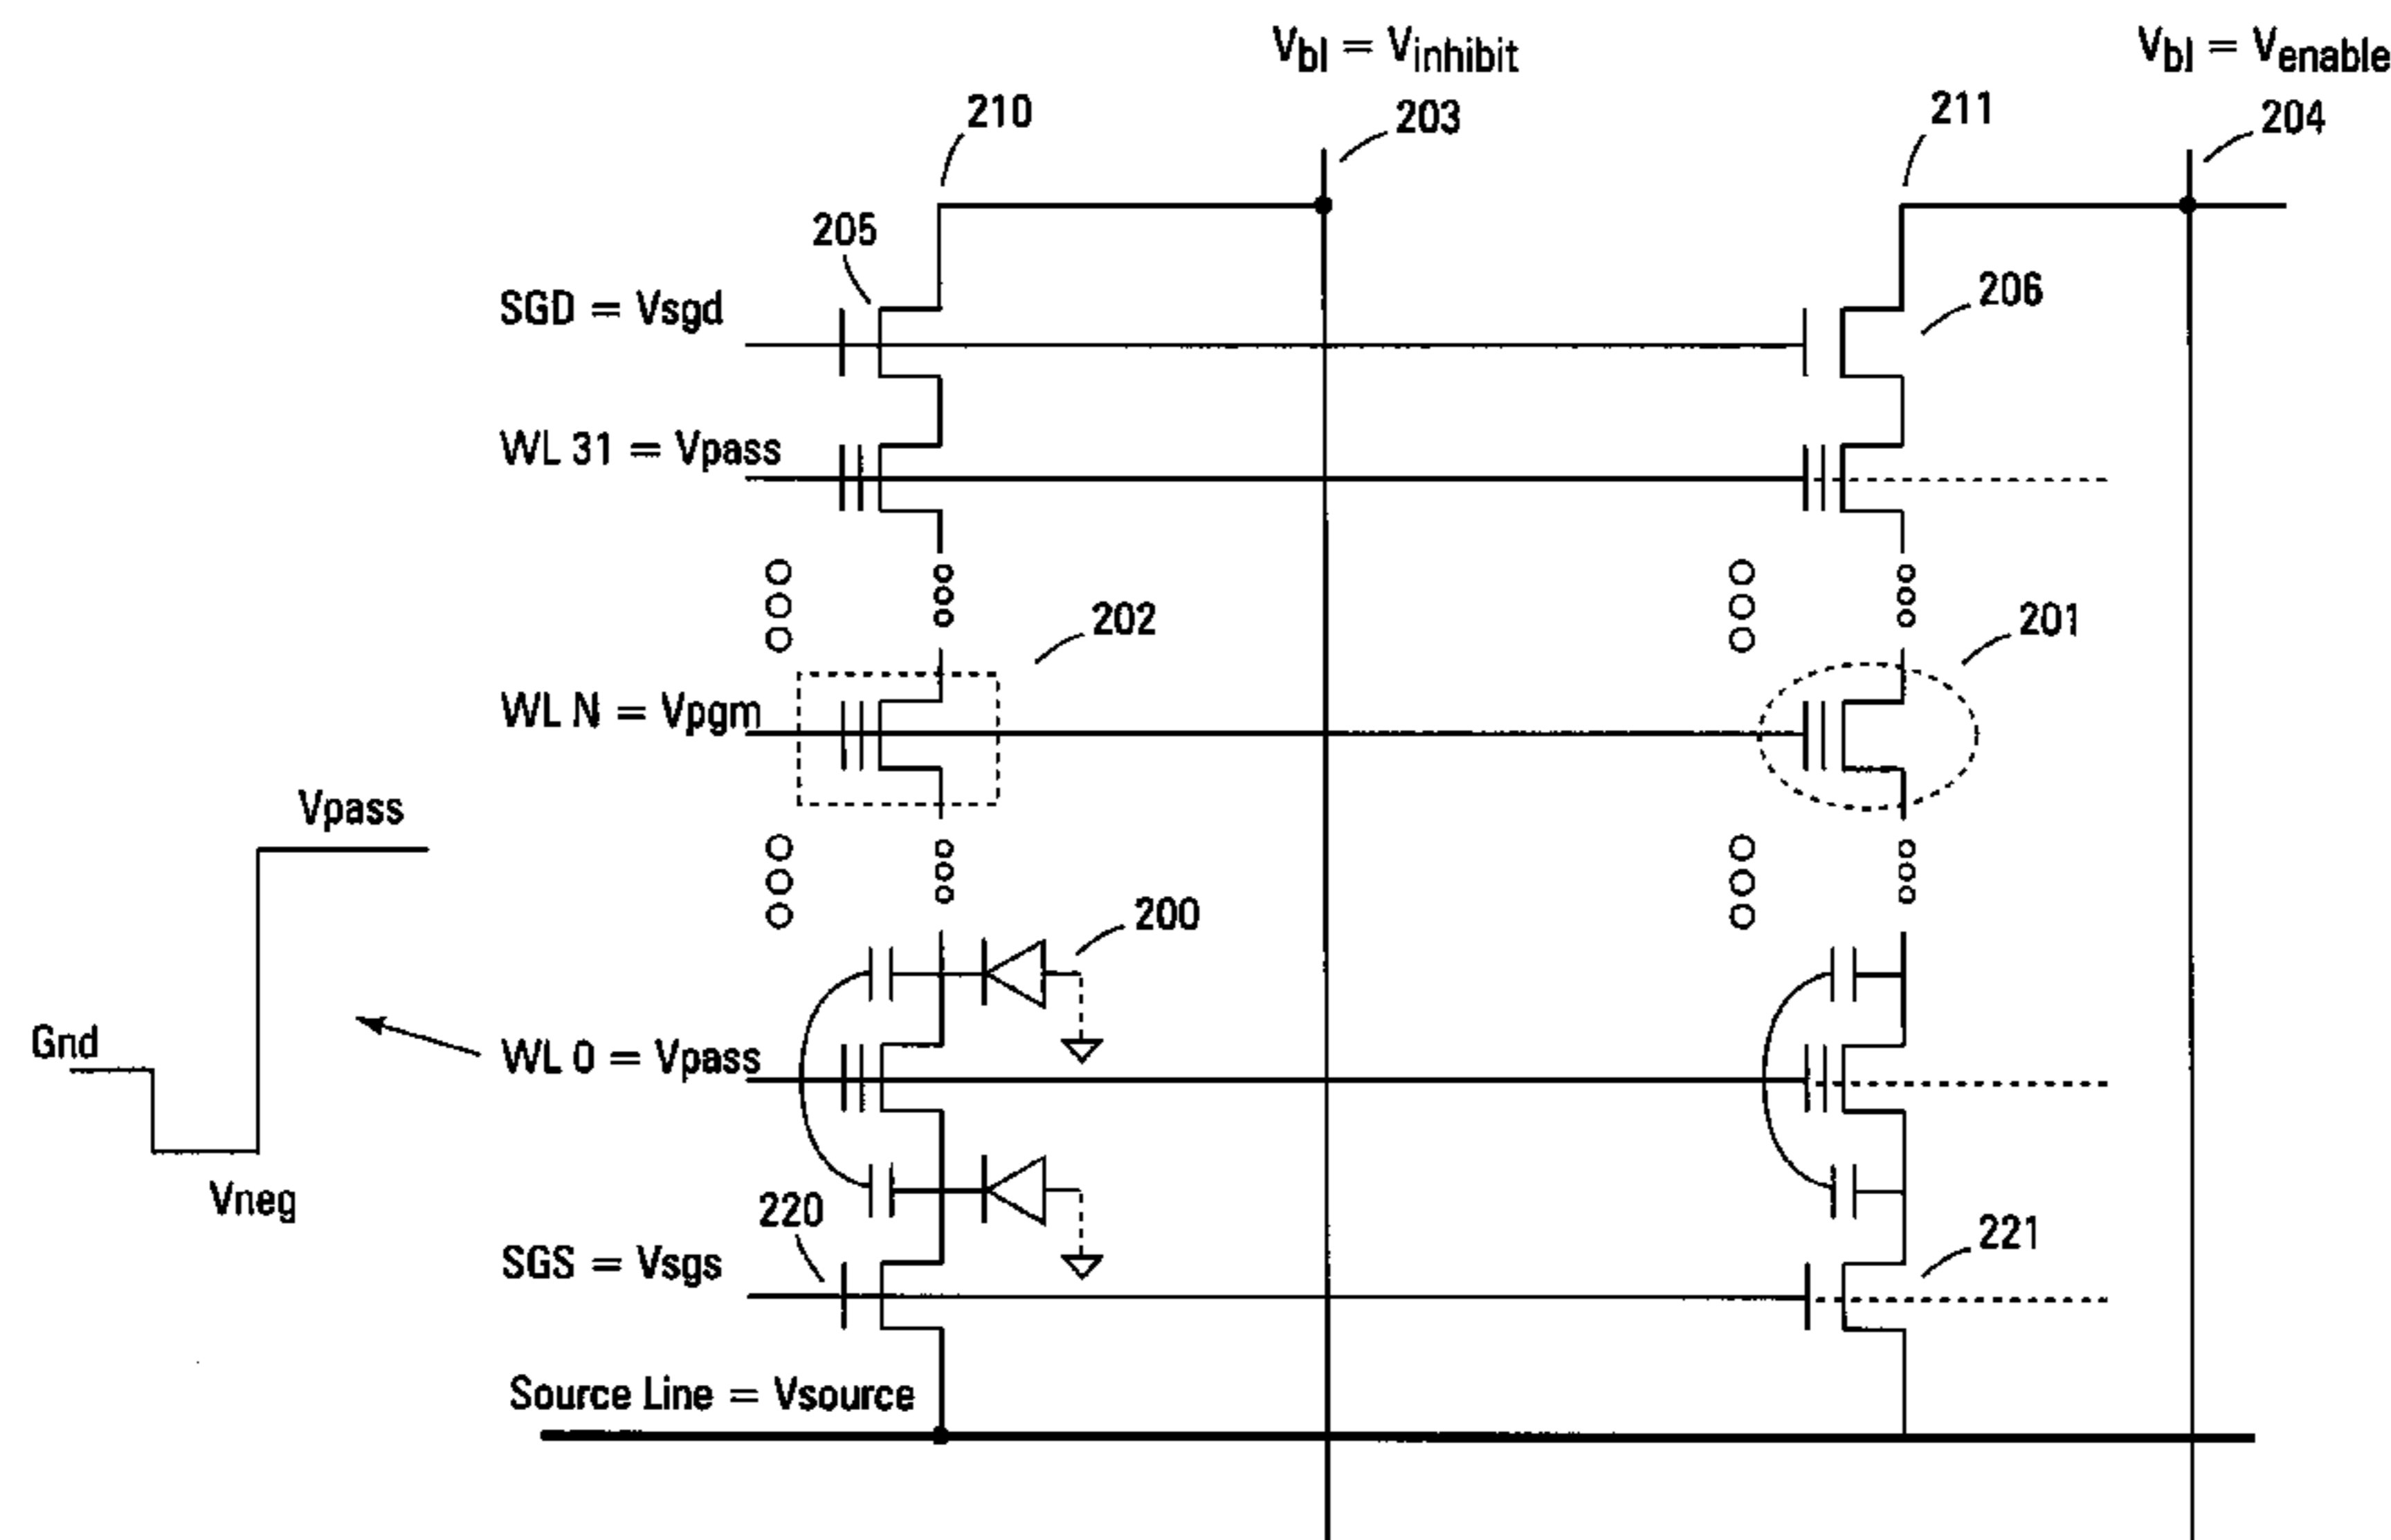 Vbl = Vinhibit
Vbl = Venable
210
203
211
204
205
206
SGD = Vsgd
WL 31 = Vpass
202
201
WL N = Vpgm
Vpass
200
Gnd
WL 0 = Vpass
Vneg
220
221
SGS = Vsgs
Source Line = Vsource